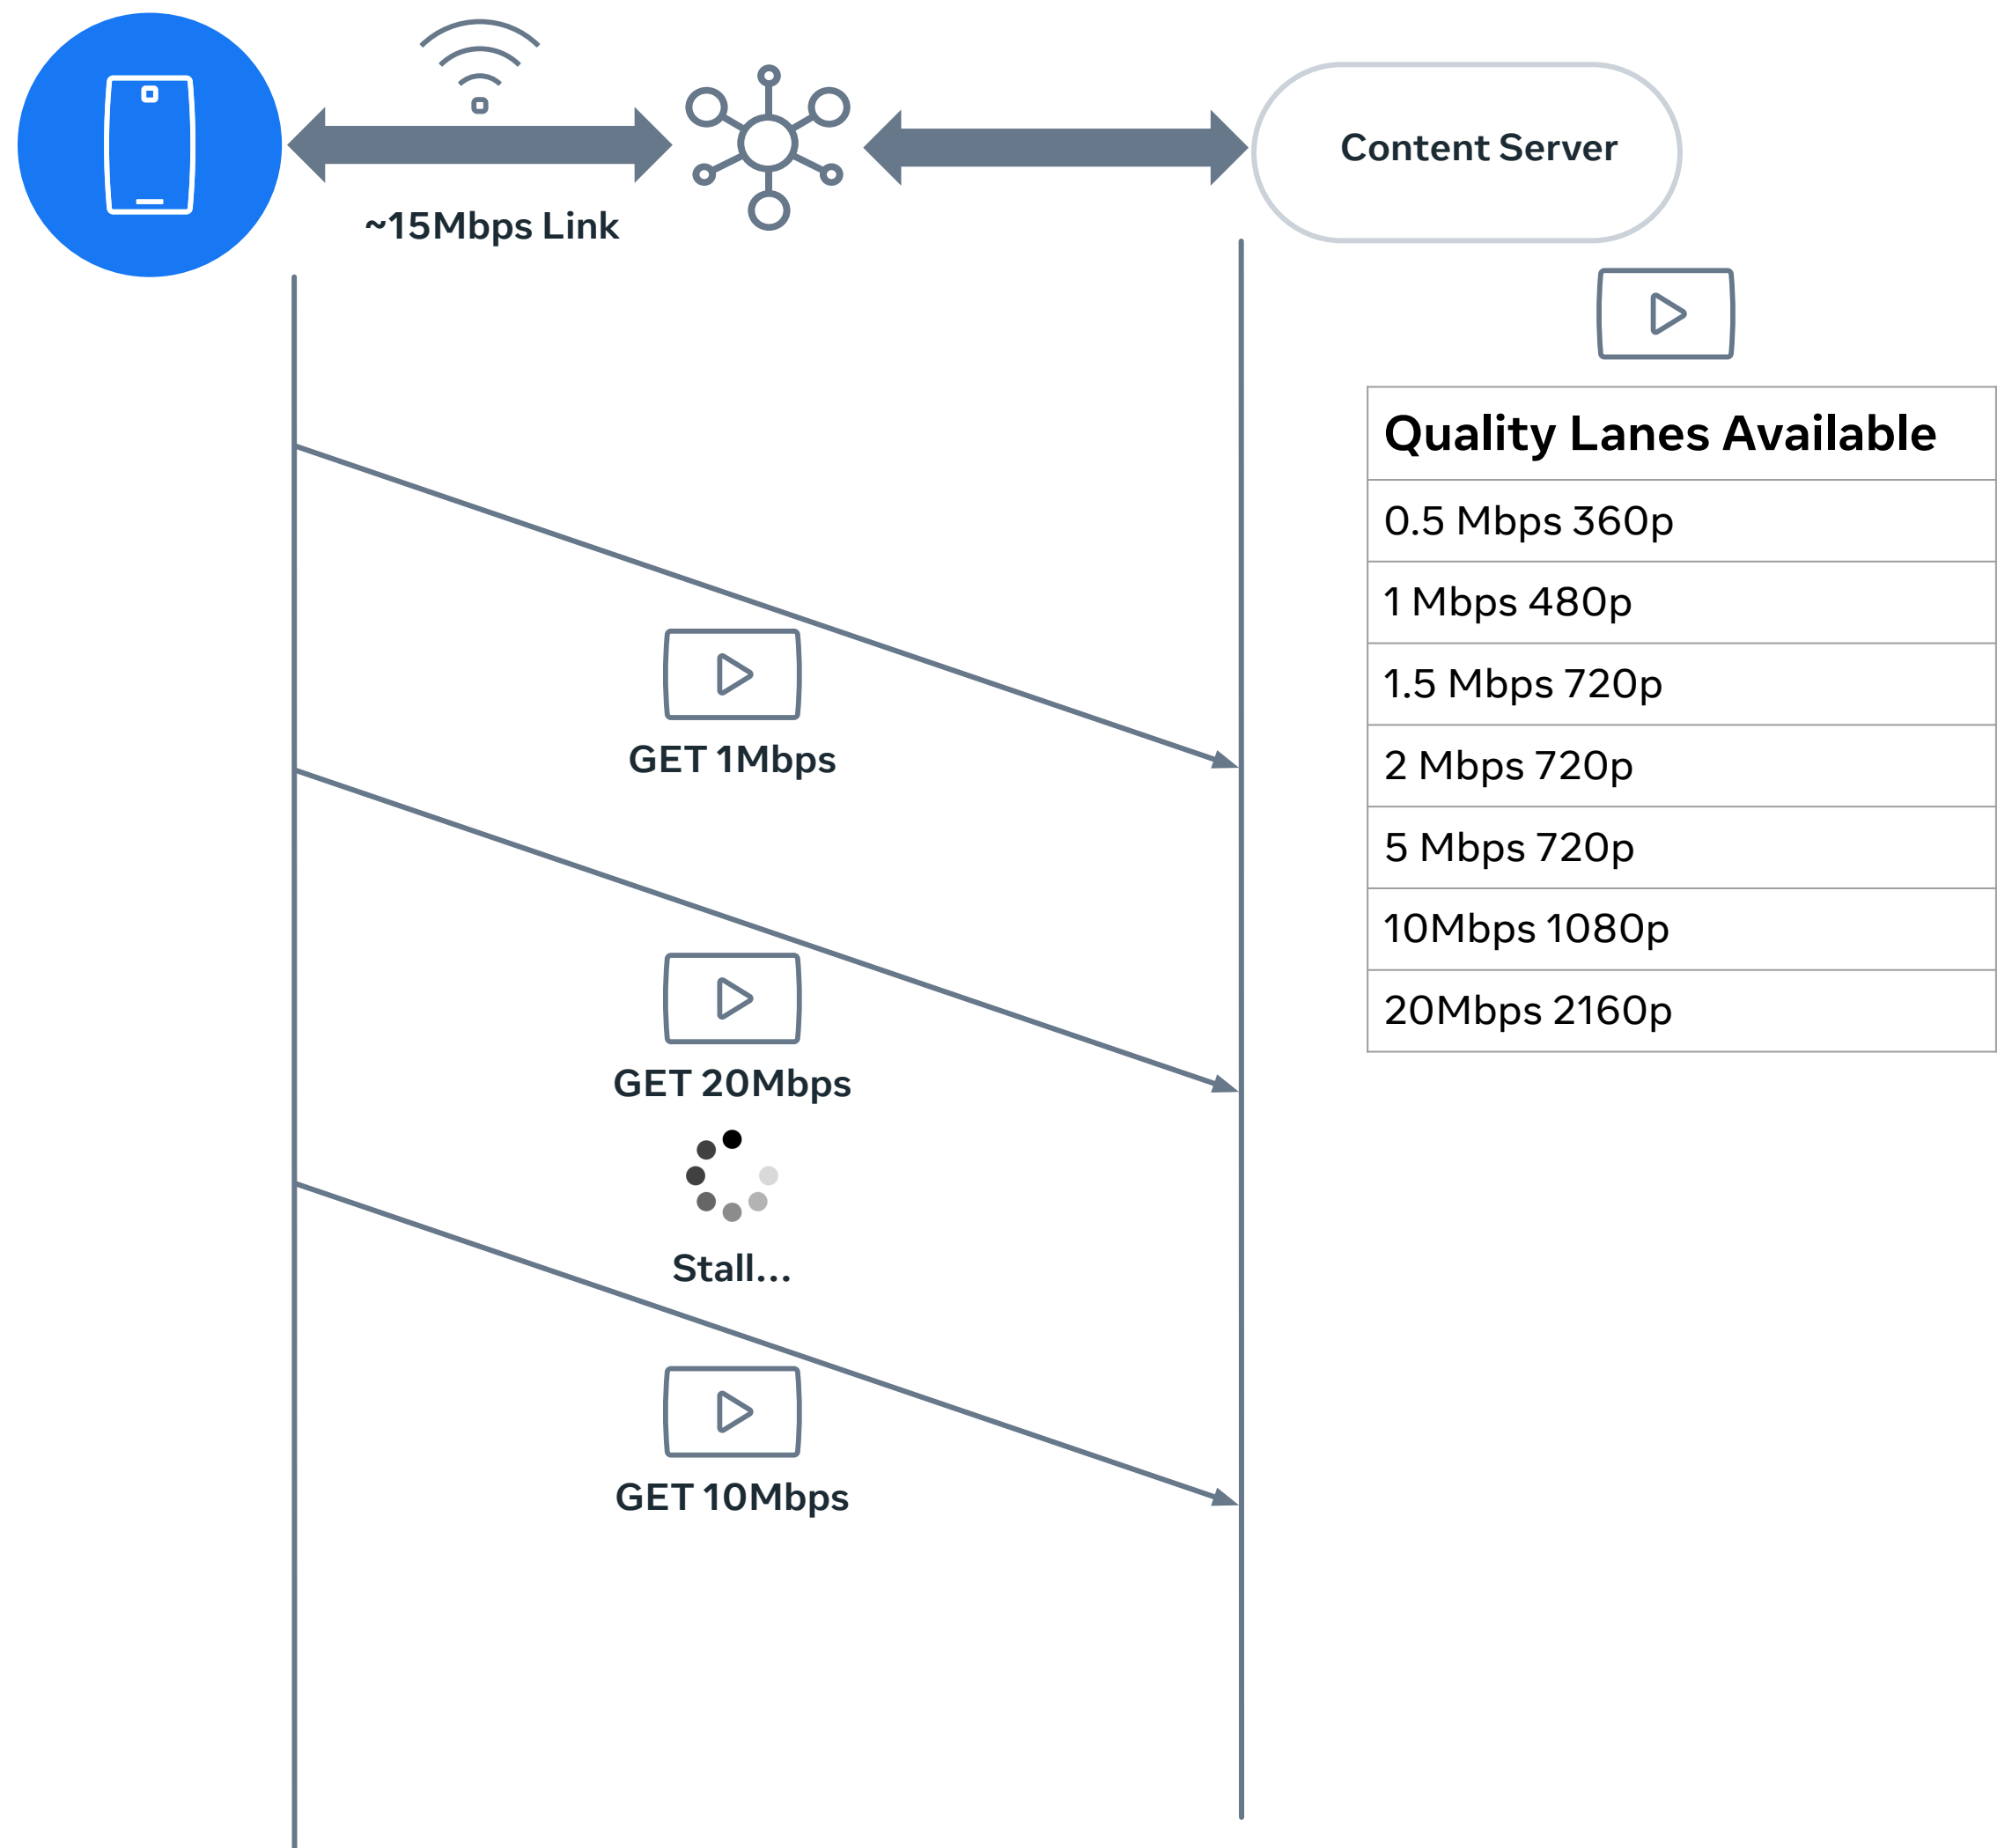 Content Server
~15Mbps Link
Quality Lanes Available
0.5 Mbps 360p
1 Mbps 480p
1.5 Mbps 720p
2 Mbps 720p
5 Mbps 720p
10Mbps 1080p
20Mbps 2160p
GET 1Mbps
GET 20Mbps
Stall...
GET 10Mbps